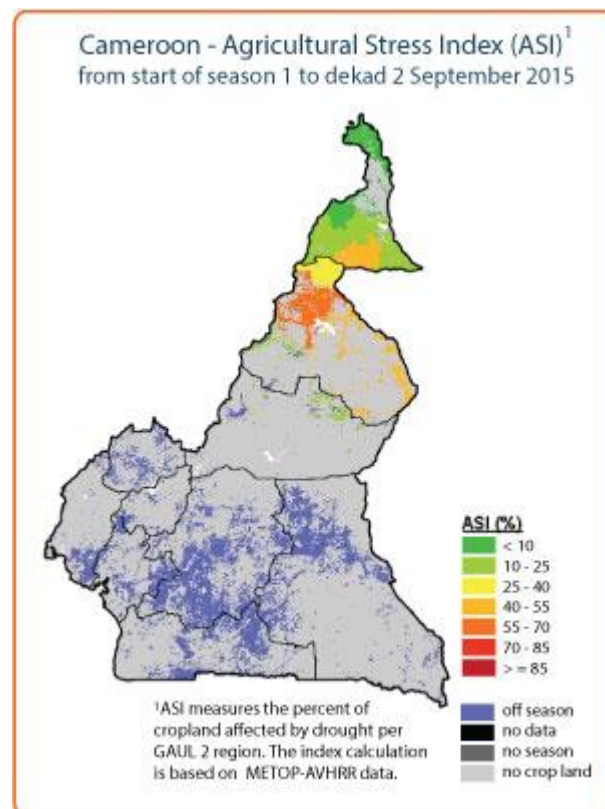 Cameroon - Agricultural Stress Index (ASI)¹
from start of season 1 to dekad 2 September 2015
ASI (%)
< 10
10 - 25
25 - 40
40 - 55
55 - 70
70 - 85
> = 85
off season
no data
no season
no crop land
¹ASI measures the percent of
cropland affected by drought per
GAUL 2 region. The index calculation
is based on METOP-AVHRR data.